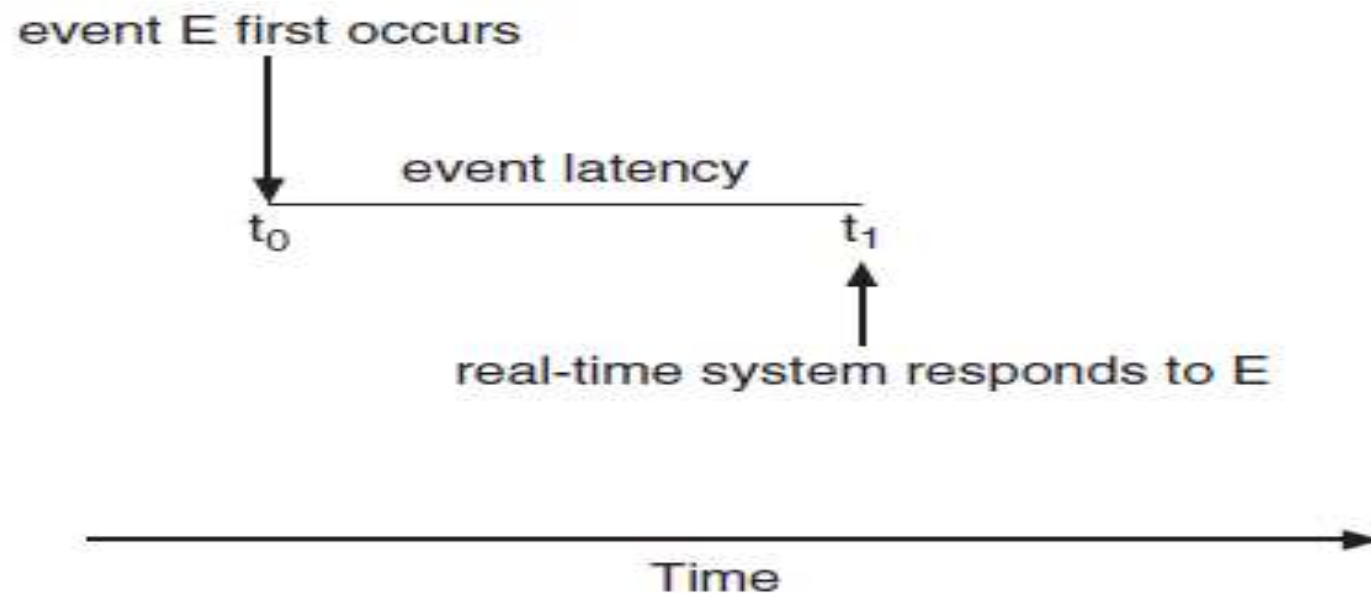 event E first occurs
event latency
t₀
t₁
real-time system responds to E
Time